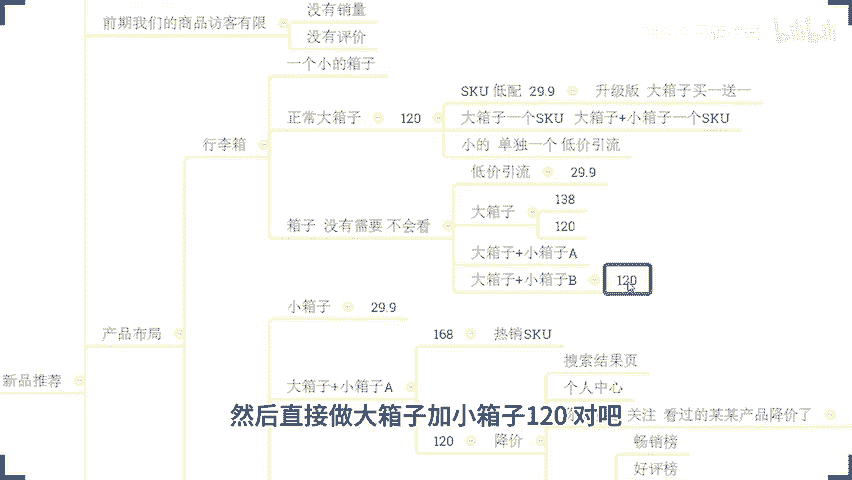 没有销量
前期我们的商品访客有限
没有评价
一个小的箱子
SKU 低配 29.9 升级版 大箱子买一送一
正常大箱子 120 大箱子一个SKU 大箱子+小箱子一个SKU
行李箱 小的 单独一个 低价引流
低价引流 29.9
138
大箱子
箱子 没有需要 不会看 120
大箱子+小箱子A
大箱子+小箱子B 120
小箱子 29.9
产品布局 168 热销SKU
搜索结果页
新品推荐
大箱子+小箱子A 个人中心
关注 看过的某某产品降价了
然后直接做大箱子加小箱子120 对吧
120 降价 畅销榜
好评榜